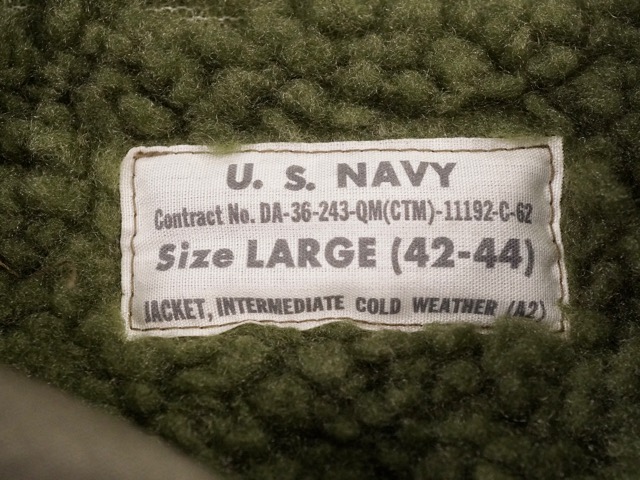 U. S. NAVY
Contract No. DA-36-243-QM(CTM)-11192-C-62
Size LARGE (42-44)
JACKET, INTERMEDIATE COLD WEATHER (A2)